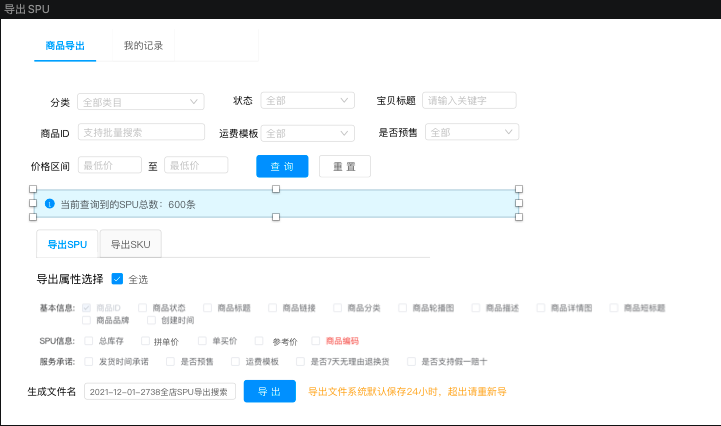 导出 SPU
商品导出 我的记录
分类 全部类目 状态 全部 宝贝标题 请输入关键字
商品ID 支持批量搜索 运费模板 全部 是否预售 全部
价格区间 最低价 至 最低价 查 询 重 置
当前查询到的SPU总数：600条
导出SPU 导出SKU
导出属性选择 全选
基本信息: 商品ID 商品状态 商品标题 商品链接 商品分类 商品轮播图 商品描述 商品详情图 商品短标题
商品品牌 创建时间
SPU信息: 总库存 拼单价 单买价 参考价 商品编码
服务承诺: 发货时间承诺 是否预售 运费模板 是否7天无理由退换货 是否支持假一赔十
生成文件名 2021-12-01-2738全店SPU导出搜索 导 出 导出文件系统默认保存24小时，超出请重新导